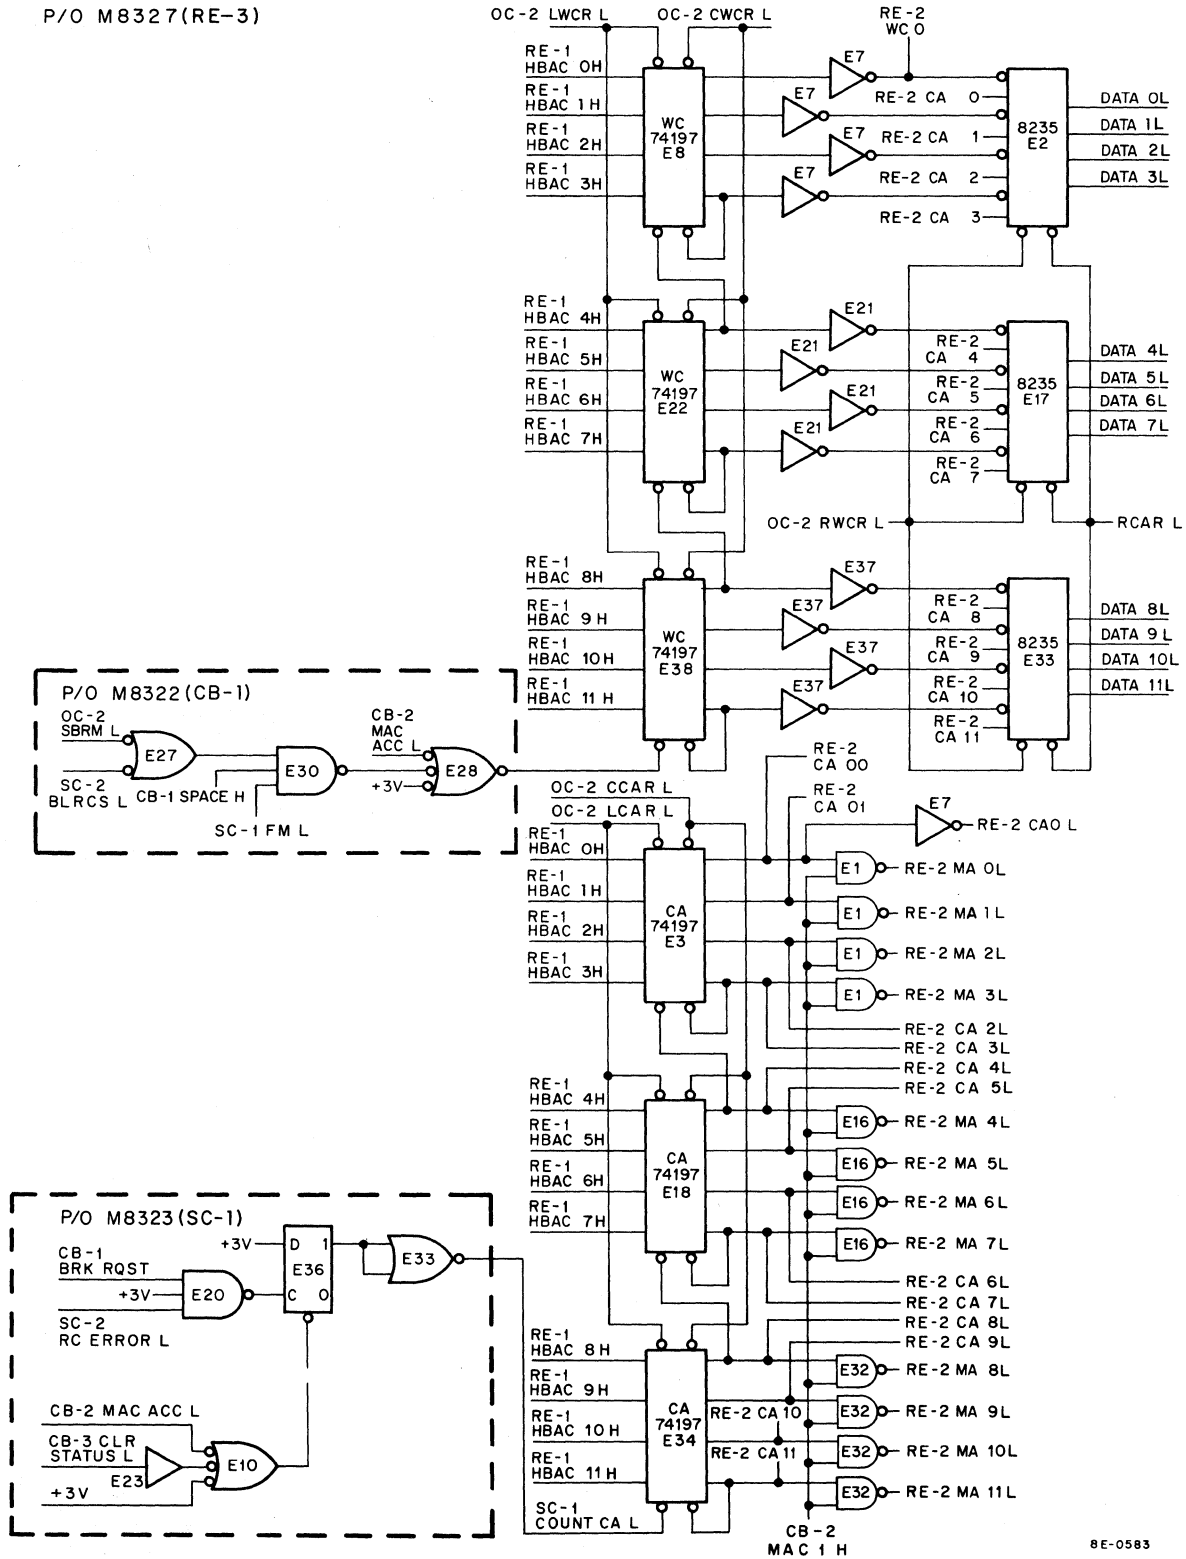 P/O M8327(RE-3)
OC-2 LWCR L
OC-2 CWCR L
RE-2
WC 0
RE-1
HBAC 0H
RE-1
HBAC 1H
RE-1
HBAC 2H
RE-1
HBAC 3H
WC
74197
E8
E7
E7
E7
E7
RE-2 CA 0
RE-2 CA 1
RE-2 CA 2
RE-2 CA 3
8235
E2
DATA 0L
DATA 1L
DATA 2L
DATA 3L
RE-1
HBAC 4H
RE-1
HBAC 5H
RE-1
HBAC 6H
RE-1
HBAC 7H
WC
74197
E22
E21
E21
E21
E21
RE-2
CA 4
RE-2
CA 5
RE-2
CA 6
RE-2
CA 7
8235
E17
DATA 4L
DATA 5L
DATA 6L
DATA 7L
OC-2 RWCR L
RCAR L
RE-1
HBAC 8H
RE-1
HBAC 9H
RE-1
HBAC 10H
RE-1
HBAC 11H
WC
74197
E38
E37
E37
E37
E37
RE-2
CA 8
RE-2
CA 9
RE-2
CA 10
RE-2
CA 11
8235
E33
DATA 8L
DATA 9L
DATA 10L
DATA 11L
P/O M8322(CB-1)
OC-2
SBRM L
SC-2
BLRCS L
E27
CB-1 SPACE H
SC-1 FM L
E30
CB-2
MAC
ACC L
+3V
E28
OC-2 CCAR L
OC-2 LCAR L
RE-2
CA 00
RE-2
CA 01
E7
RE-2 CA0 L
RE-1
HBAC 0H
RE-1
HBAC 1H
RE-1
HBAC 2H
RE-1
HBAC 3H
CA
74197
E3
E1
RE-2 MA 0L
E1
RE-2 MA 1L
E1
RE-2 MA 2L
E1
RE-2 MA 3L
RE-2 CA 2L
RE-2 CA 3L
RE-2 CA 4L
RE-2 CA 5L
RE-1
HBAC 4H
RE-1
HBAC 5H
RE-1
HBAC 6H
RE-1
HBAC 7H
CA
74197
E18
E16
RE-2 MA 4L
E16
RE-2 MA 5L
E16
RE-2 MA 6L
E16
RE-2 MA 7L
RE-2 CA 6L
RE-2 CA 7L
RE-2 CA 8L
RE-2 CA 9L
P/O M8323(SC-1)
CB-1
BRK RQST
+3V
SC-2
RC ERROR L
E20
+3V
D 1
E36
C 0
E33
CB-2 MAC ACC L
CB-3 CLR
STATUS L
E23
+3V
E10
RE-1
HBAC 8H
RE-1
HBAC 9H
RE-1
HBAC 10H
RE-1
HBAC 11H
CA
74197
E34
RE-2 CA 10
RE-2 CA 11
E32
RE-2 MA 8L
E32
RE-2 MA 9L
E32
RE-2 MA 10L
E32
RE-2 MA 11L
SC-1
COUNT CA L
CB-2
MAC 1 H
8E-0583